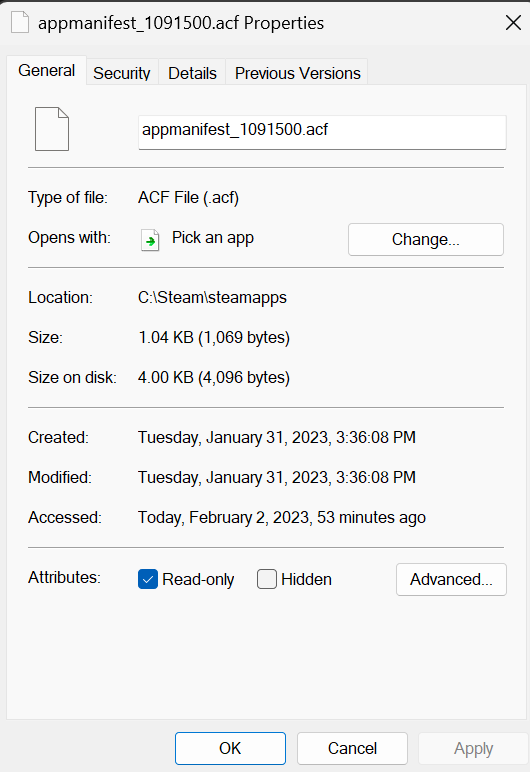 appmanifest_1091500.acf Properties
General Security Details Previous Versions
appmanifest_1091500.acf
Type of file: ACF File (.acf)
Opens with: Pick an app Change...
Location: C:\Steam\steamapps
Size: 1.04 KB (1,069 bytes)
Size on disk: 4.00 KB (4,096 bytes)
Created: Tuesday, January 31, 2023, 3:36:08 PM
Modified: Tuesday, January 31, 2023, 3:36:08 PM
Accessed: Today, February 2, 2023, 53 minutes ago
Attributes: Read-only Hidden Advanced...
OK Cancel Apply